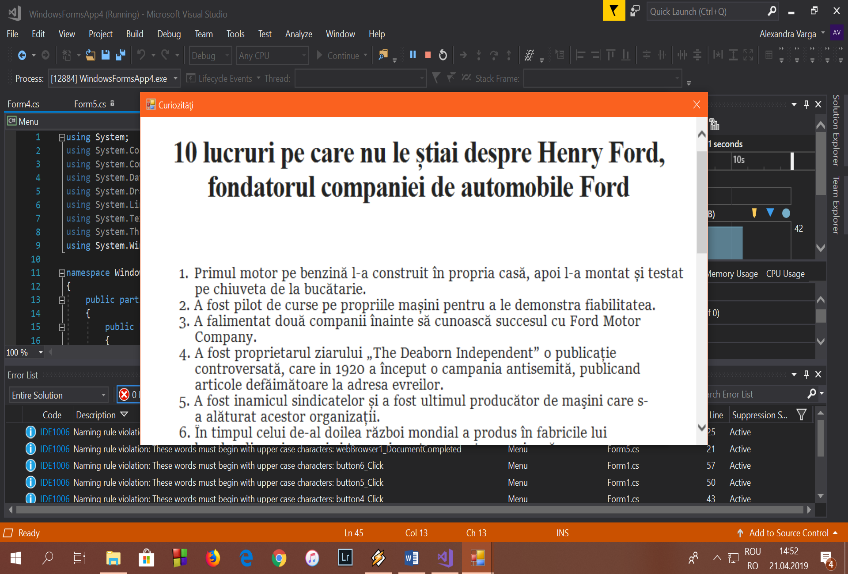 WindowsFormsApp4 (Running) - Microsoft Visual Studio
Quick Launch (Ctrl+Q)
File Edit View Project Build Debug Team Tools Test Analyze Window Help
Alexandra Varga AV
Debug Any CPU Continue
Process: [12884] WindowsFormsApp4.exe Lifecycle Events Thread: Stack Frame:
Form4.cs Form5.cs
Curiozități
Menu
1 using System;
2 using System.Co
3 using System.Co
4 using System.Da
5 using System.Dr
6 using System.Li
7 using System.Te
8 using System.Th
9 using System.Wi
10
11 namespace Window
12 {
13 public part
14 {
15 public
16 {
100 %
10 lucruri pe care nu le știai despre Henry Ford,
fondatorul companiei de automobile Ford
1. Primul motor pe benzină l-a construit în propria casă, apoi l-a montat și testat
pe chiuveta de la bucătarie.
2. A fost pilot de curse pe propriile mașini pentru a le demonstra fiabilitatea.
3. A falimentat două companii înainte să cunoască succesul cu Ford Motor
Company.
4. A fost proprietarul ziarului „The Deaborn Independent” o publicație
controversată, care in 1920 a început o campania antisemită, publicand
articole defăimătoare la adresa evreilor.
5. A fost inamicul sindicatelor și a fost ultimul producător de mașini care s-
a alăturat acestor organizații.
6. În timpul celui de-al doilea război mondial a produs în fabricile lui
1 seconds
10s
42
Memory Usage CPU Usage
Solution Explorer
Team Explorer
Error List
Entire Solution
0
Search Error List
Code Description Line Suppression S...
IDE1006 Naming rule violation 25 Active
IDE1006 Naming rule violation: These words must begin with upper case characters: webBrowser1_DocumentCompleted Menu Form5.cs 21 Active
IDE1006 Naming rule violation: These words must begin with upper case characters: button6_Click Menu Form1.cs 57 Active
IDE1006 Naming rule violation: These words must begin with upper case characters: button5_Click Menu Form1.cs 50 Active
IDE1006 Naming rule violation: These words must begin with upper case characters: button4_Click Menu Form1.cs 43 Active
Ready Ln 45 Col 13 Ch 13 INS Add to Source Control
Lr
ROU
RO
14:52
21.04.2019
4